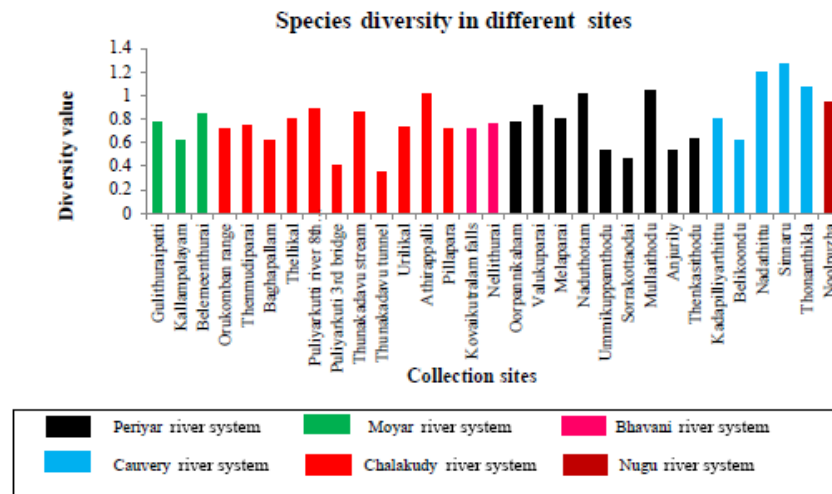 Species diversity in different sites
Diversity value
1.4
1.2
1
0.8
0.6
0.4
0.2
0
Gulithuraipatti
Kallampalayam
Belemeenthurai
Orukomban range
Thenmudiparai
Baghapallam
Thellikal
Puliyarkutti river 8th…
Puliyarkuti 3rd bridge
Thunakadavu stream
Thunakadavu tunnel
Urilikal
Athirappalli
Pillapara
Kovaikutralam falls
Nellithurai
Oorpannikaham
Valukuparai
Melaparai
Naduthotam
Ummikuppamthodu
Sorrakottaodai
Mullaithodu
Anjurily
Thenkasithodu
Kadapilliyarthittu
Belikoondu
Nadathittu
Sinnaru
Thonanthikla
Collection sites
Periyar river system
Moyar river system
Bhavani river system
Cauvery river system
Chalakudy river system
Nugu river system